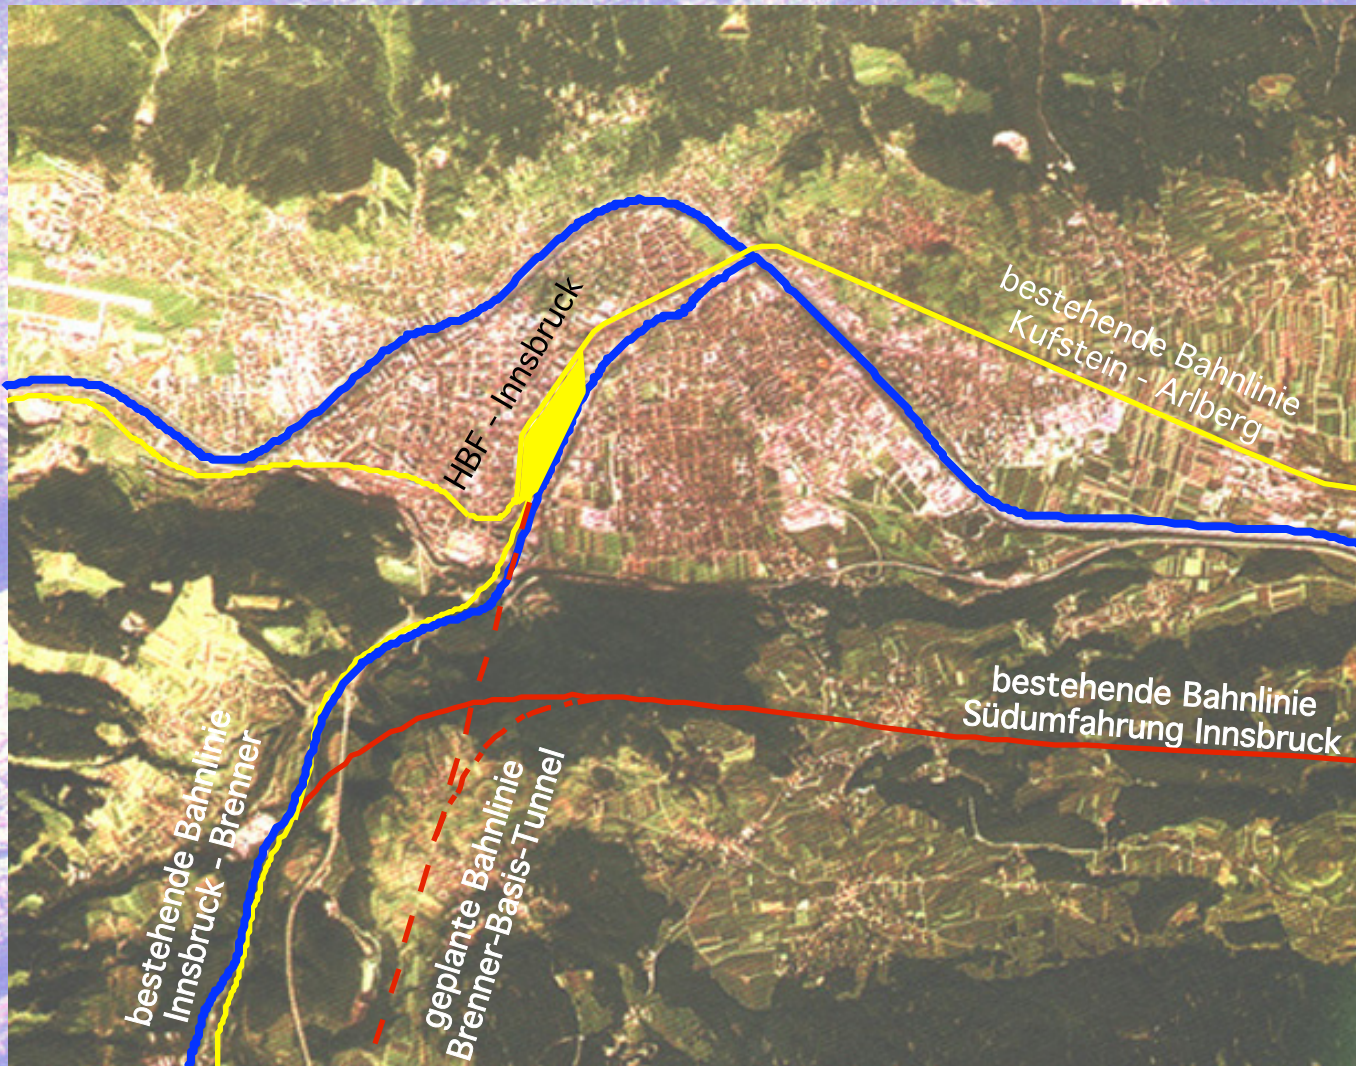 HBF - Innsbruck
bestehende Bahnlinie
Kufstein - Arlberg
bestehende Bahnlinie
Südumfahrung Innsbruck
bestehende Bahnlinie
Innsbruck - Brenner
geplante Bahnlinie
Brenner-Basis-Tunnel